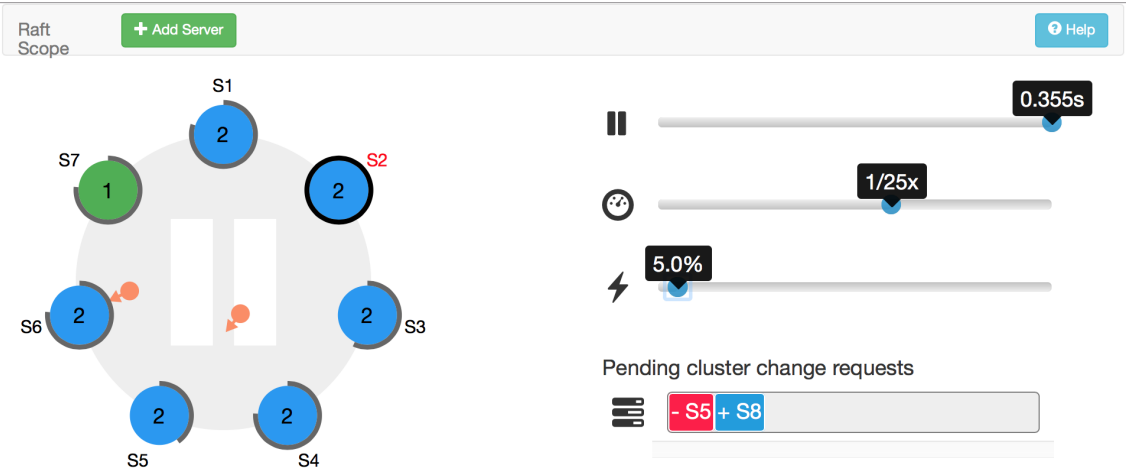 Raft
Scope
Add Server
Help
S1
2
S7
1
S2
2
S6
2
S3
2
S5
2
S4
2
0.355s
1/25x
5.0%
Pending cluster change requests
- S5 + S8